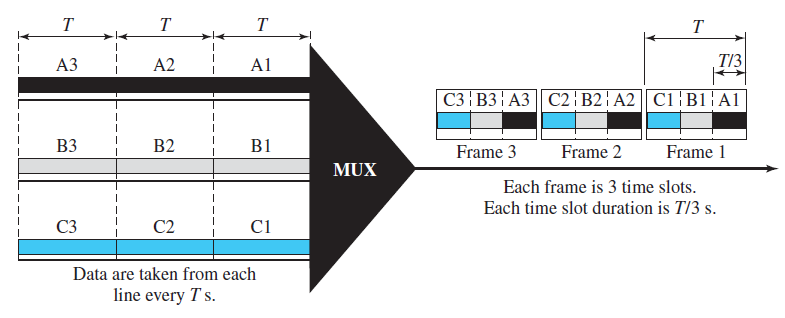 T T T
A3 A2 A1
B3 B2 B1
C3 C2 C1
Data are taken from each
line every T s.
MUX
T
T/3
C3 B3 A3 C2 B2 A2 C1 B1 A1
Frame 3 Frame 2 Frame 1
Each frame is 3 time slots.
Each time slot duration is T/3 s.